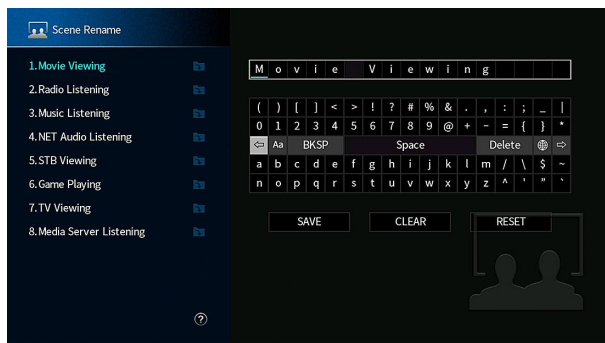 Scene Rename
1.Movie Viewing
2.Radio Listening
3.Music Listening
4.NET Audio Listening
5.STB Viewing
6.Game Playing
7.TV Viewing
8.Media Server Listening
?
Movie Viewing
( ) [ ] < > ! ? # % & . , : ; _ |
0 1 2 3 4 5 6 7 8 9 @ + - = { } *
⇦ Aa BKSP Space Delete ⇨
a b c d e f g h i j k l m / \ $ ~
n o p q r s t u v w x y z ^ ' " `
SAVE CLEAR RESET